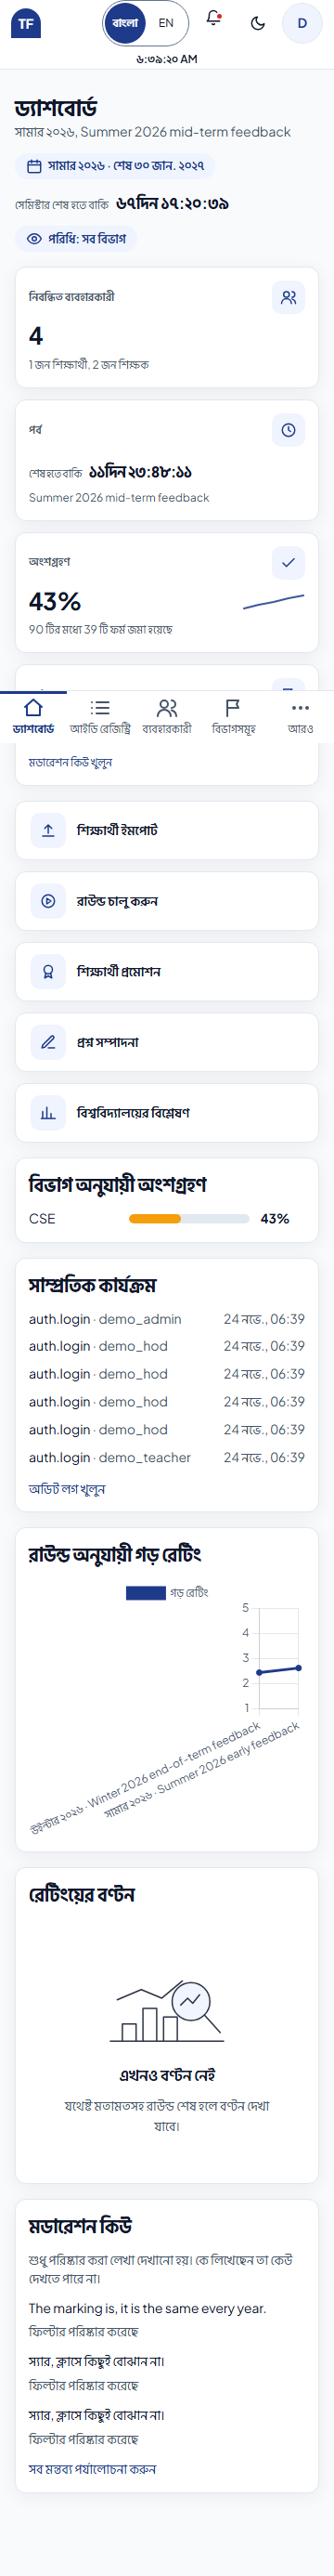 TF
বাংলা
EN
D
৬:৩৯:২০ AM
ড্যাশবোর্ড
সামার ২০২৬, Summer 2026 mid-term feedback
সামার ২০২৬ · শেষ ৩০ জান. ২০২৭
সেমিস্টার শেষ হতে বাকি ৬৭দিন ১৭:২০:৩৯
পরিধি: সব বিভাগ
নিবন্ধিত ব্যবহারকারী
4
1 জন শিক্ষার্থী, 2 জন শিক্ষক
পর্ব
শেষ হতে বাকি ১১দিন ২৩:৪৮:১১
Summer 2026 mid-term feedback
অংশগ্রহণ
43%
90 টির মধ্যে 39 টি ফর্ম জমা হয়েছে
ড্যাশবোর্ড
আইডি রেজিস্ট্রি
ব্যবহারকারী
বিভাগসমূহ
আরও
মডারেশন কিউ খুলুন
শিক্ষার্থী ইমপোর্ট
রাউন্ড চালু করুন
শিক্ষার্থী প্রমোশন
প্রশ্ন সম্পাদনা
বিশ্ববিদ্যালয়ের বিশ্লেষণ
বিভাগ অনুযায়ী অংশগ্রহণ
CSE 43%
সাম্প্রতিক কার্যক্রম
auth.login · demo_admin 24 নভে., 06:39
auth.login · demo_hod 24 নভে., 06:39
auth.login · demo_hod 24 নভে., 06:39
auth.login · demo_hod 24 নভে., 06:39
auth.login · demo_hod 24 নভে., 06:39
auth.login · demo_teacher 24 নভে., 06:39
অডিট লগ খুলুন
রাউন্ড অনুযায়ী গড় রেটিং
গড় রেটিং
5
4
3
2
1
উইন্টার ২০২৬ · Winter 2026 end-of-term feedback
সামার ২০২৬ · Summer 2026 early feedback
রেটিংয়ের বণ্টন
এখনও বণ্টন নেই
যথেষ্ট মতামতসহ রাউন্ড শেষ হলে বণ্টন দেখা
যাবে।
মডারেশন কিউ
শুধু পরিষ্কার করা লেখা দেখানো হয়। কে লিখেছেন তা কেউ
দেখতে পারে না।
The marking is, it is the same every year.
ফিল্টার পরিষ্কার করেছে
স্যার, ক্লাসে কিছুই বোঝান না।
ফিল্টার পরিষ্কার করেছে
স্যার, ক্লাসে কিছুই বোঝান না।
ফিল্টার পরিষ্কার করেছে
সব মন্তব্য পর্যালোচনা করুন